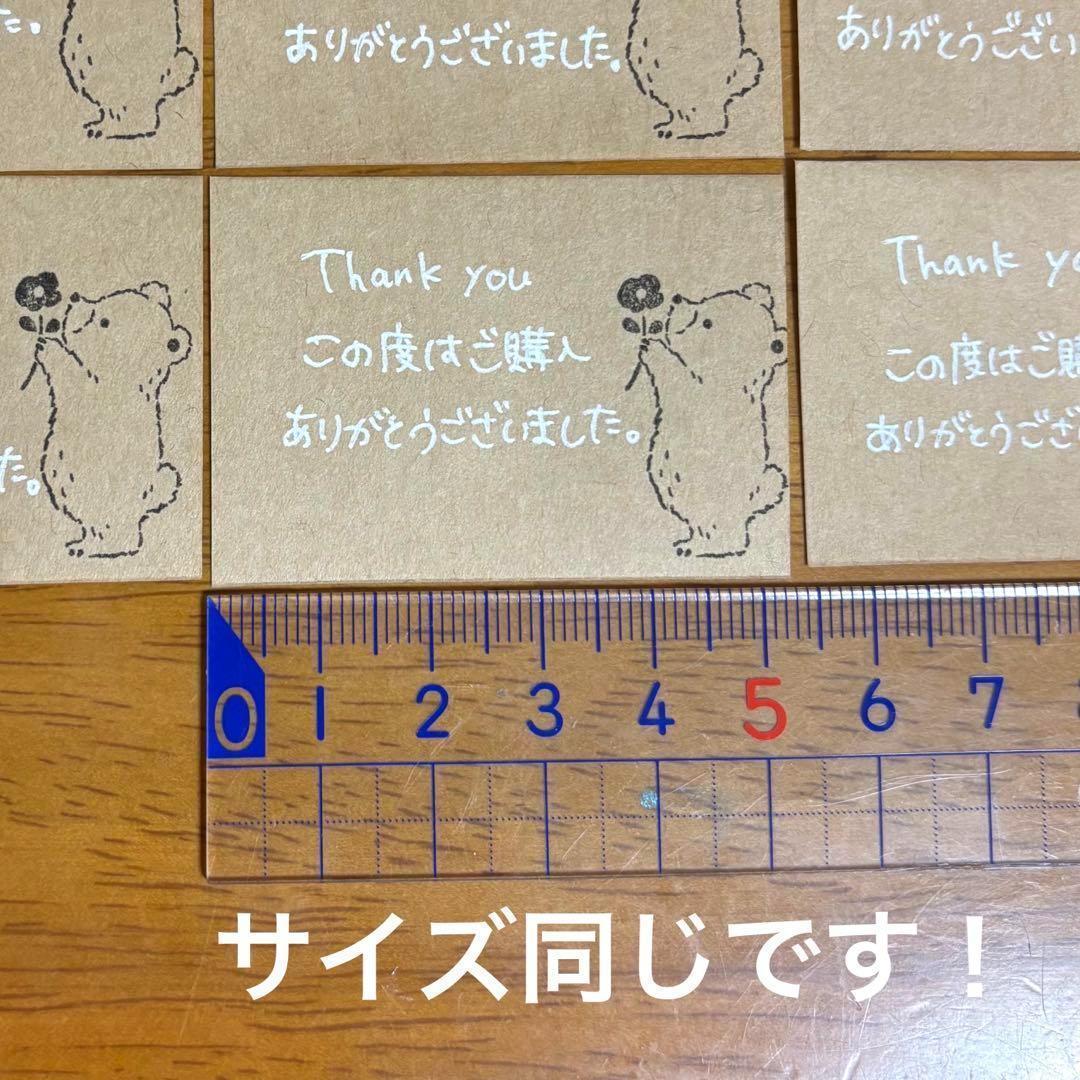 た。
ありがとうございました。
ありがとうございい
Thank you
この度はご購入
ありがとうございました。
Thank yo
この度はご購
ありがとうござ
た。
0 1 2 3 4 5 6 7
サイズ同じです！